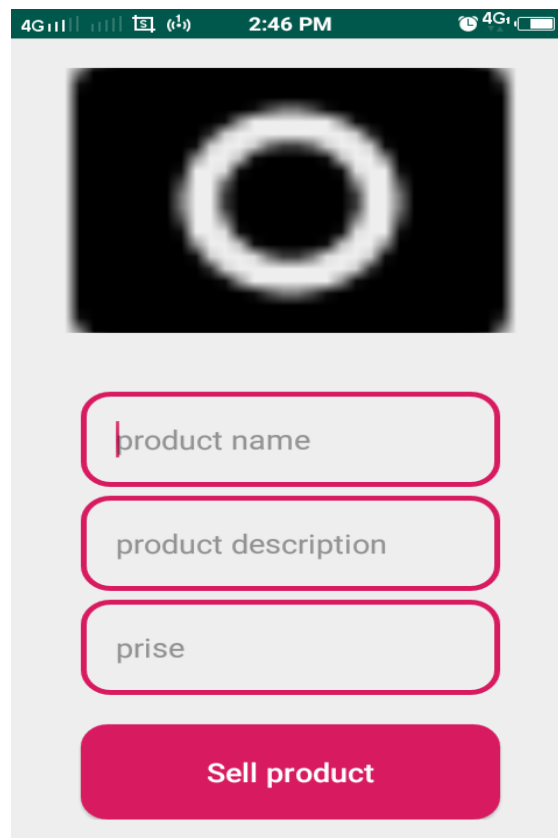 4G 2:46 PM 4G
product name
product description
prise
Sell product